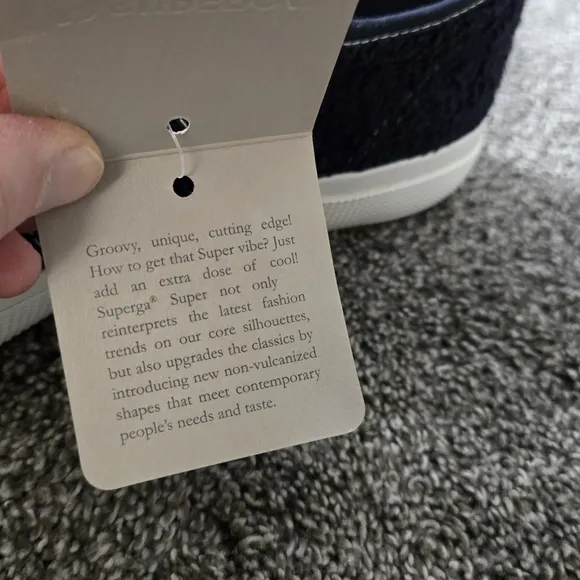 Groovy, unique, cutting edge!
How to get that Super vibe? Just
add an extra dose of cool!
Superga® Super not only
reinterprets the latest fashion
trends on our core silhouettes,
but also upgrades the classics by
introducing new non-vulcanized
shapes that meet contemporary
people's needs and taste.